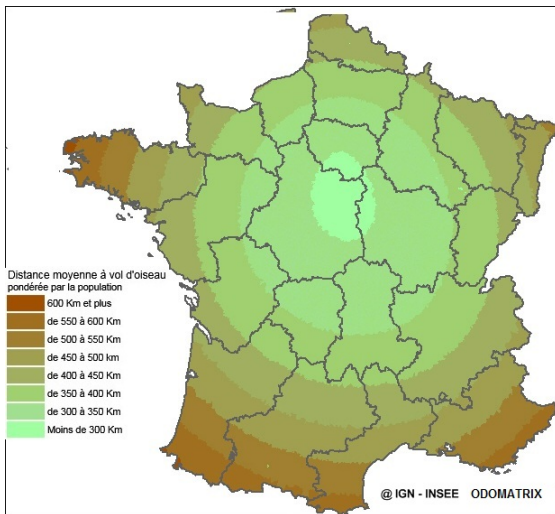 Distance moyenne à vol d'oiseau
pondérée par la population
600 Km et plus
de 550 à 600 Km
de 500 à 550 Km
de 450 à 500 km
de 400 à 450 Km
de 350 à 400 Km
de 300 à 350 Km
Moins de 300 Km
@ IGN - INSEE ODOMATRIX